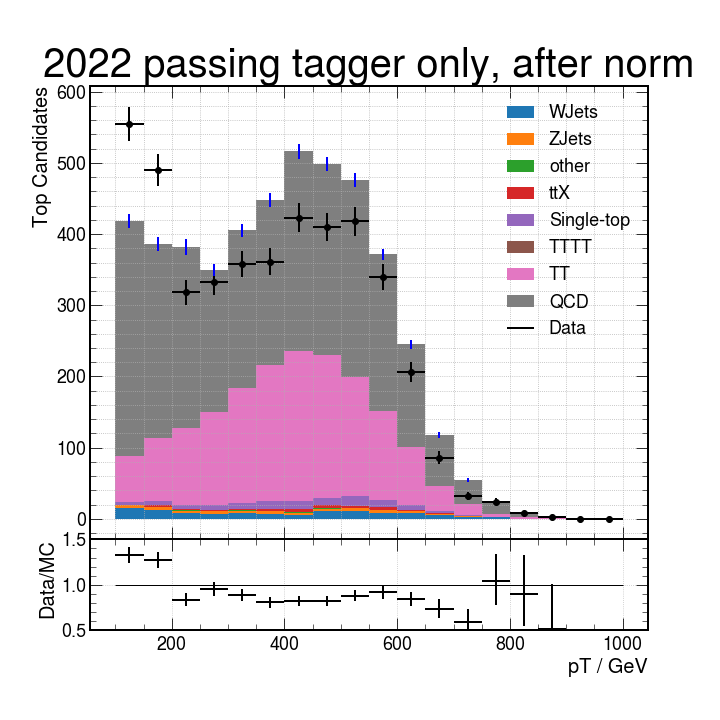 2022 passing tagger only, after norm
Top Candidates
600
500
400
300
200
100
0
WJets
ZJets
other
ttX
Single-top
TTTT
TT
QCD
Data
Data/MC
1.5
1.0
0.5
200
400
600
800
1000
pT / GeV